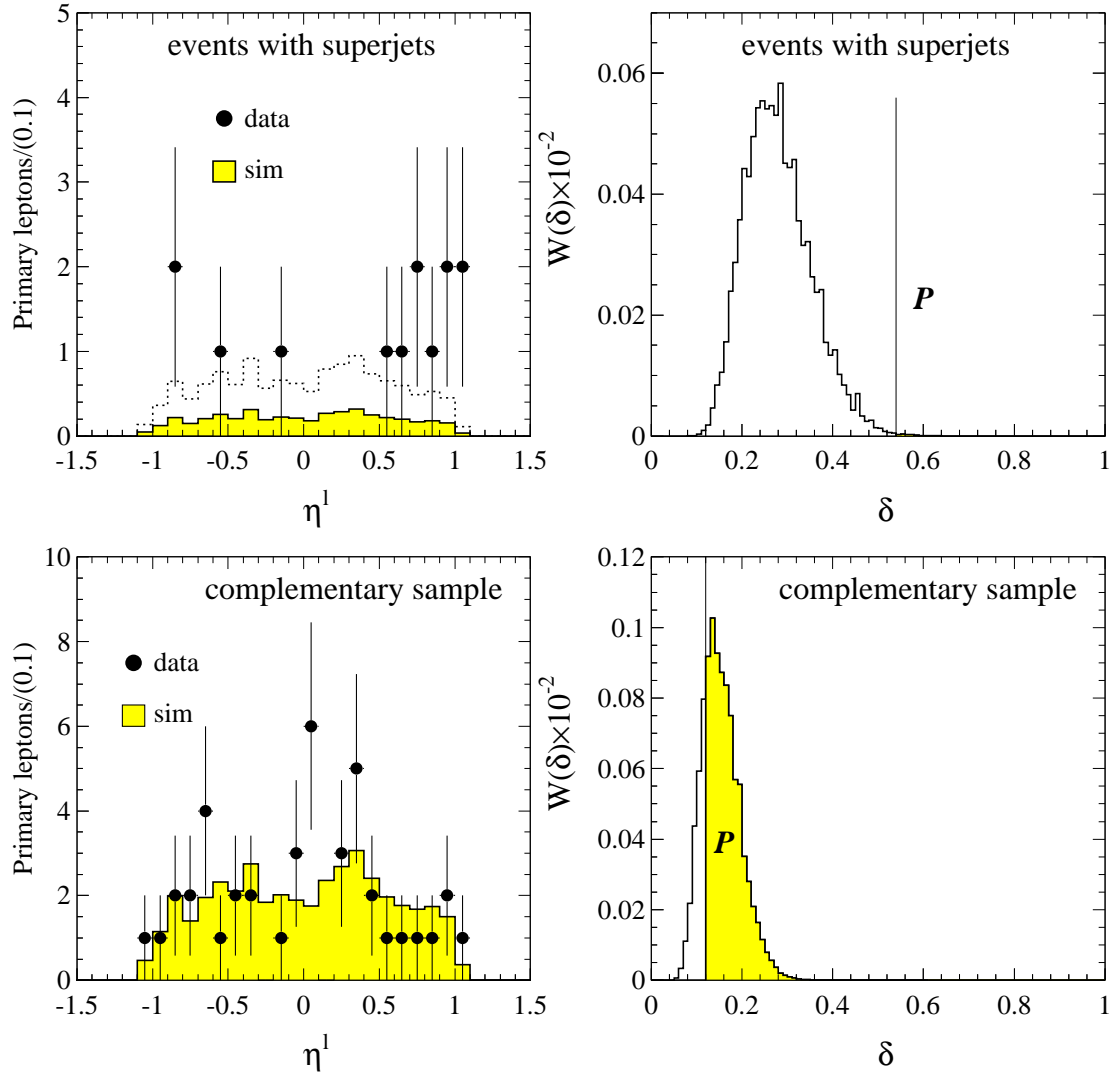 events with superjets
data
sim
Primary leptons/(0.1)
5
4
3
2
1
0
-1.5 -1 -0.5 0 0.5 1 1.5
η^l
events with superjets
P
W(δ)×10^-2
0.06
0.04
0.02
0
0 0.2 0.4 0.6 0.8 1
δ
complementary sample
data
sim
Primary leptons/(0.1)
10
8
6
4
2
0
-1.5 -1 -0.5 0 0.5 1 1.5
η^l
complementary sample
P
W(δ)×10^-2
0.12
0.1
0.08
0.06
0.04
0.02
0
0 0.2 0.4 0.6 0.8 1
δ